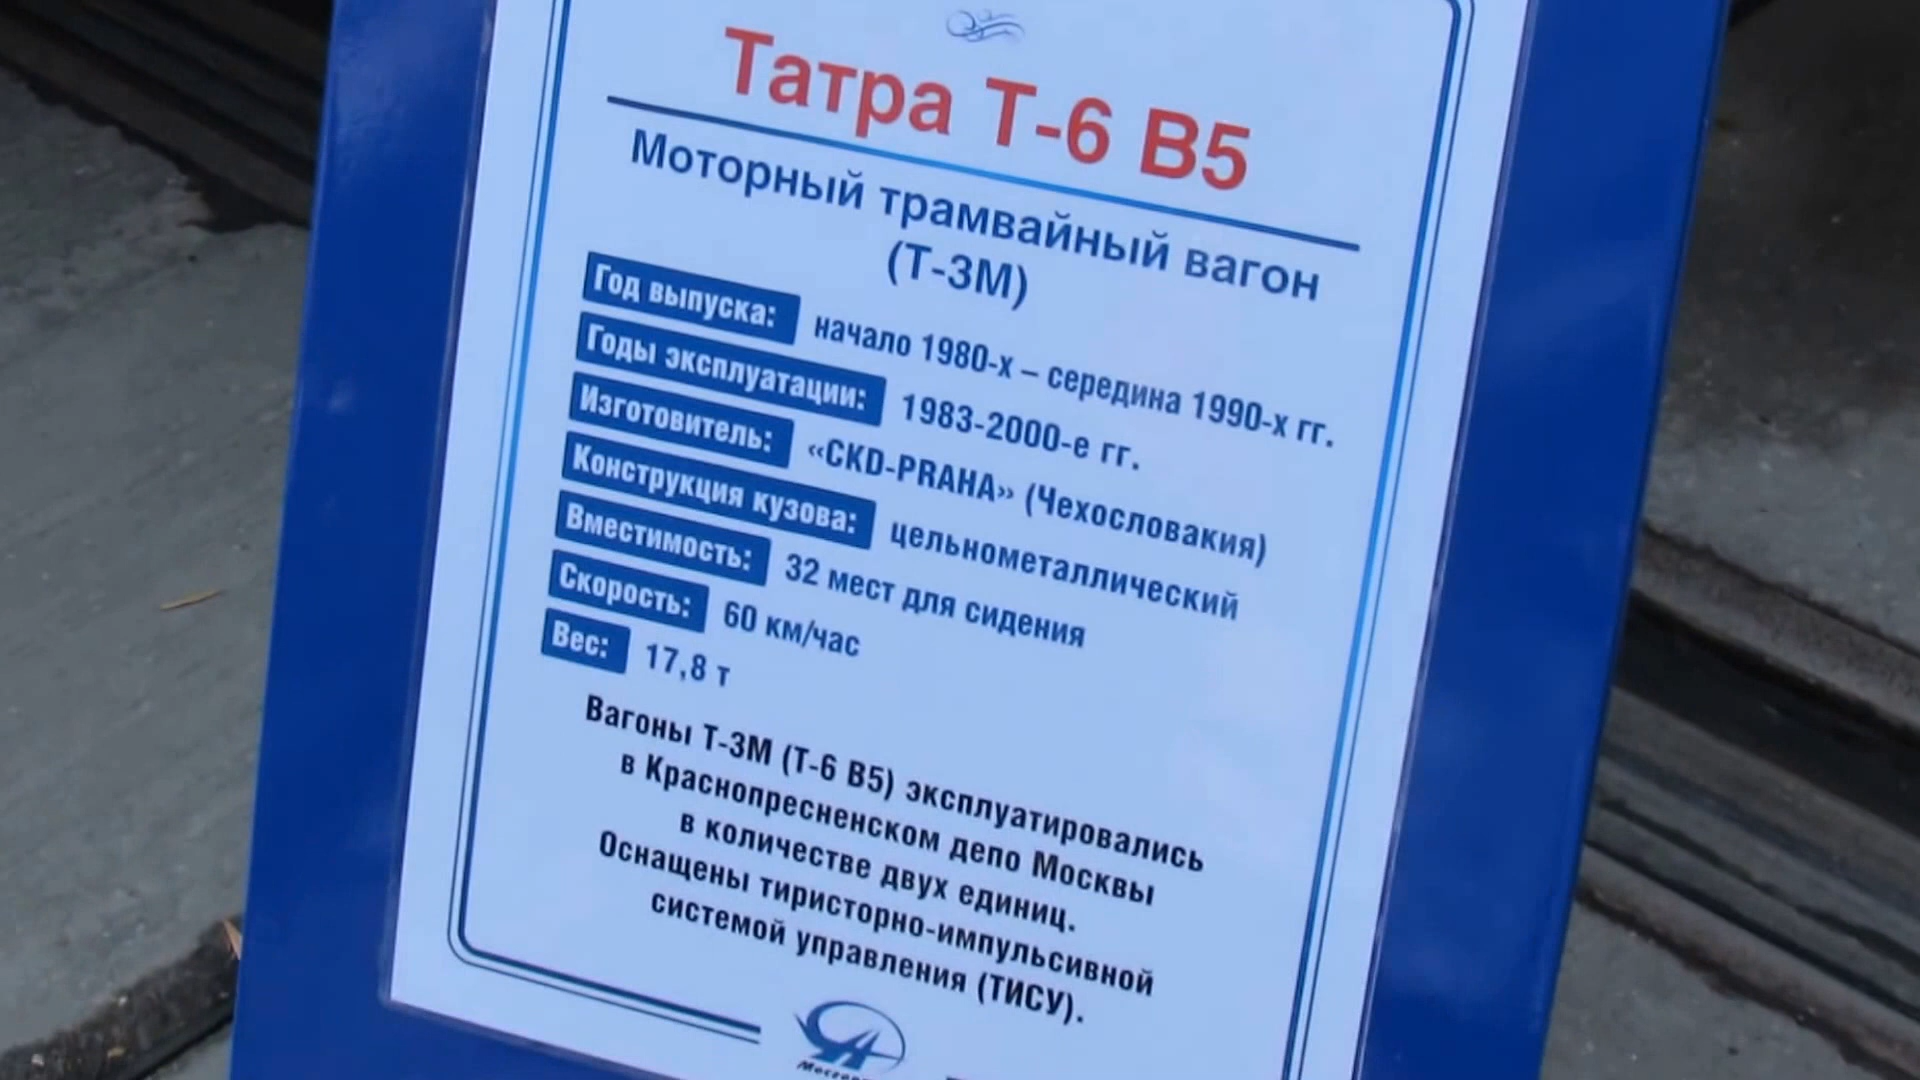 Татра Т-6 В5
Моторный трамвайный вагон
(Т-3М)
Год выпуска: начало 1980-х – середина 1990-х гг.
Годы эксплуатации: 1983-2000-е гг.
Изготовитель: «CKD-PRAHA» (Чехословакия)
Конструкция кузова: цельнометаллический
Вместимость: 32 мест для сидения
Скорость: 60 км/час
Вес: 17,8 т
Вагоны Т-3М (Т-6 В5) эксплуатировались
в Краснопресненском депо Москвы
в количестве двух единиц.
Оснащены тиристорно-импульсивной
системой управления (ТИСУ).